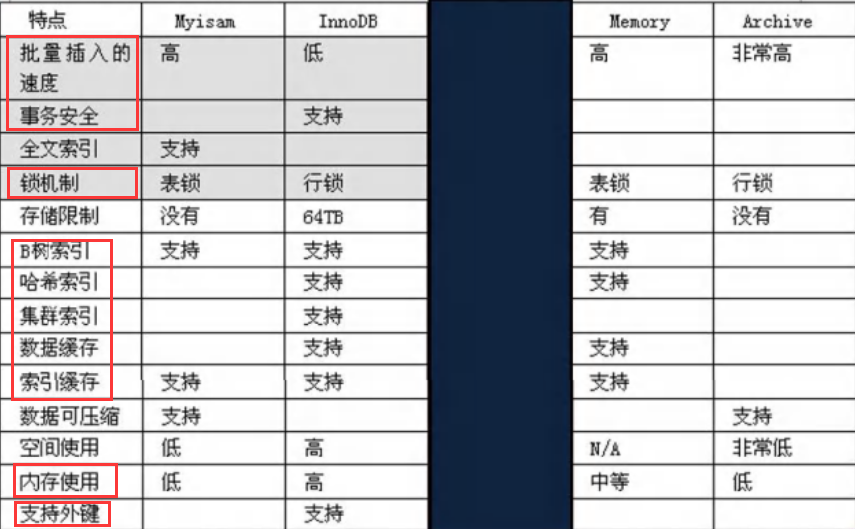 特点 Myisam InnoDB Memory Archive
批量插入的 高 低 高 非常高
速度
事务安全 支持
全文索引 支持
锁机制 表锁 行锁 表锁 行锁
存储限制 没有 64TB 有 没有
B树索引 支持 支持 支持
哈希索引 支持 支持
集群索引 支持
数据缓存 支持 支持
索引缓存 支持 支持 支持
数据可压缩 支持 支持
空间使用 低 高 N/A 非常低
内存使用 低 高 中等 低
支持外键 支持